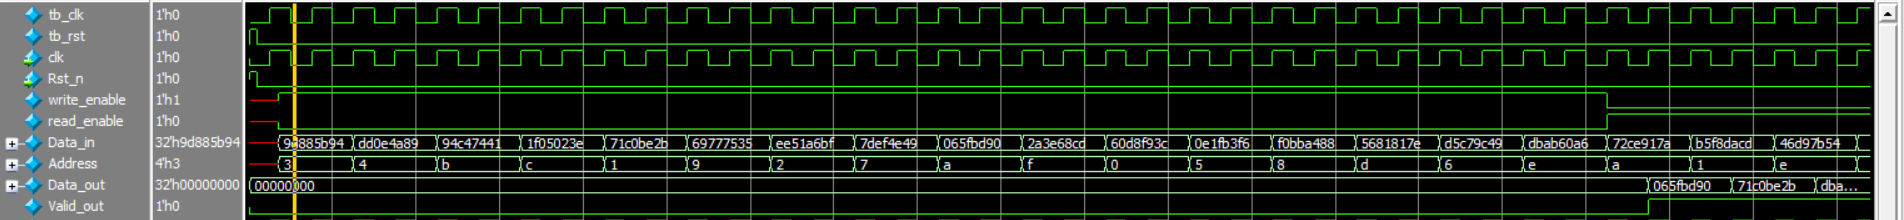 tb_clk 1'h0
tb_rst 1'h0
clk 1'h0
Rst_n 1'h0
write_enable 1'h1
read_enable 1'h0
Data_in 32'h9d885b94 9d885b94 dd0e4a89 94c47441 1f05023e 71c0be2b 69777535 ee51a6bf 7def4e49 065fbd90 2a3e68cd 60d8f93c 0e1fb3f6 f0bba488 5681817e d5c79c49 dbab60a6 72ce917a b5f8dacd 46d97b54
Address 4'h3 3 4 b c 1 9 2 7 a f 0 5 8 d 6 e a 1 e
Data_out 32'h00000000 00000000 065fbd90 71c0be2b dba...
Valid_out 1'h0